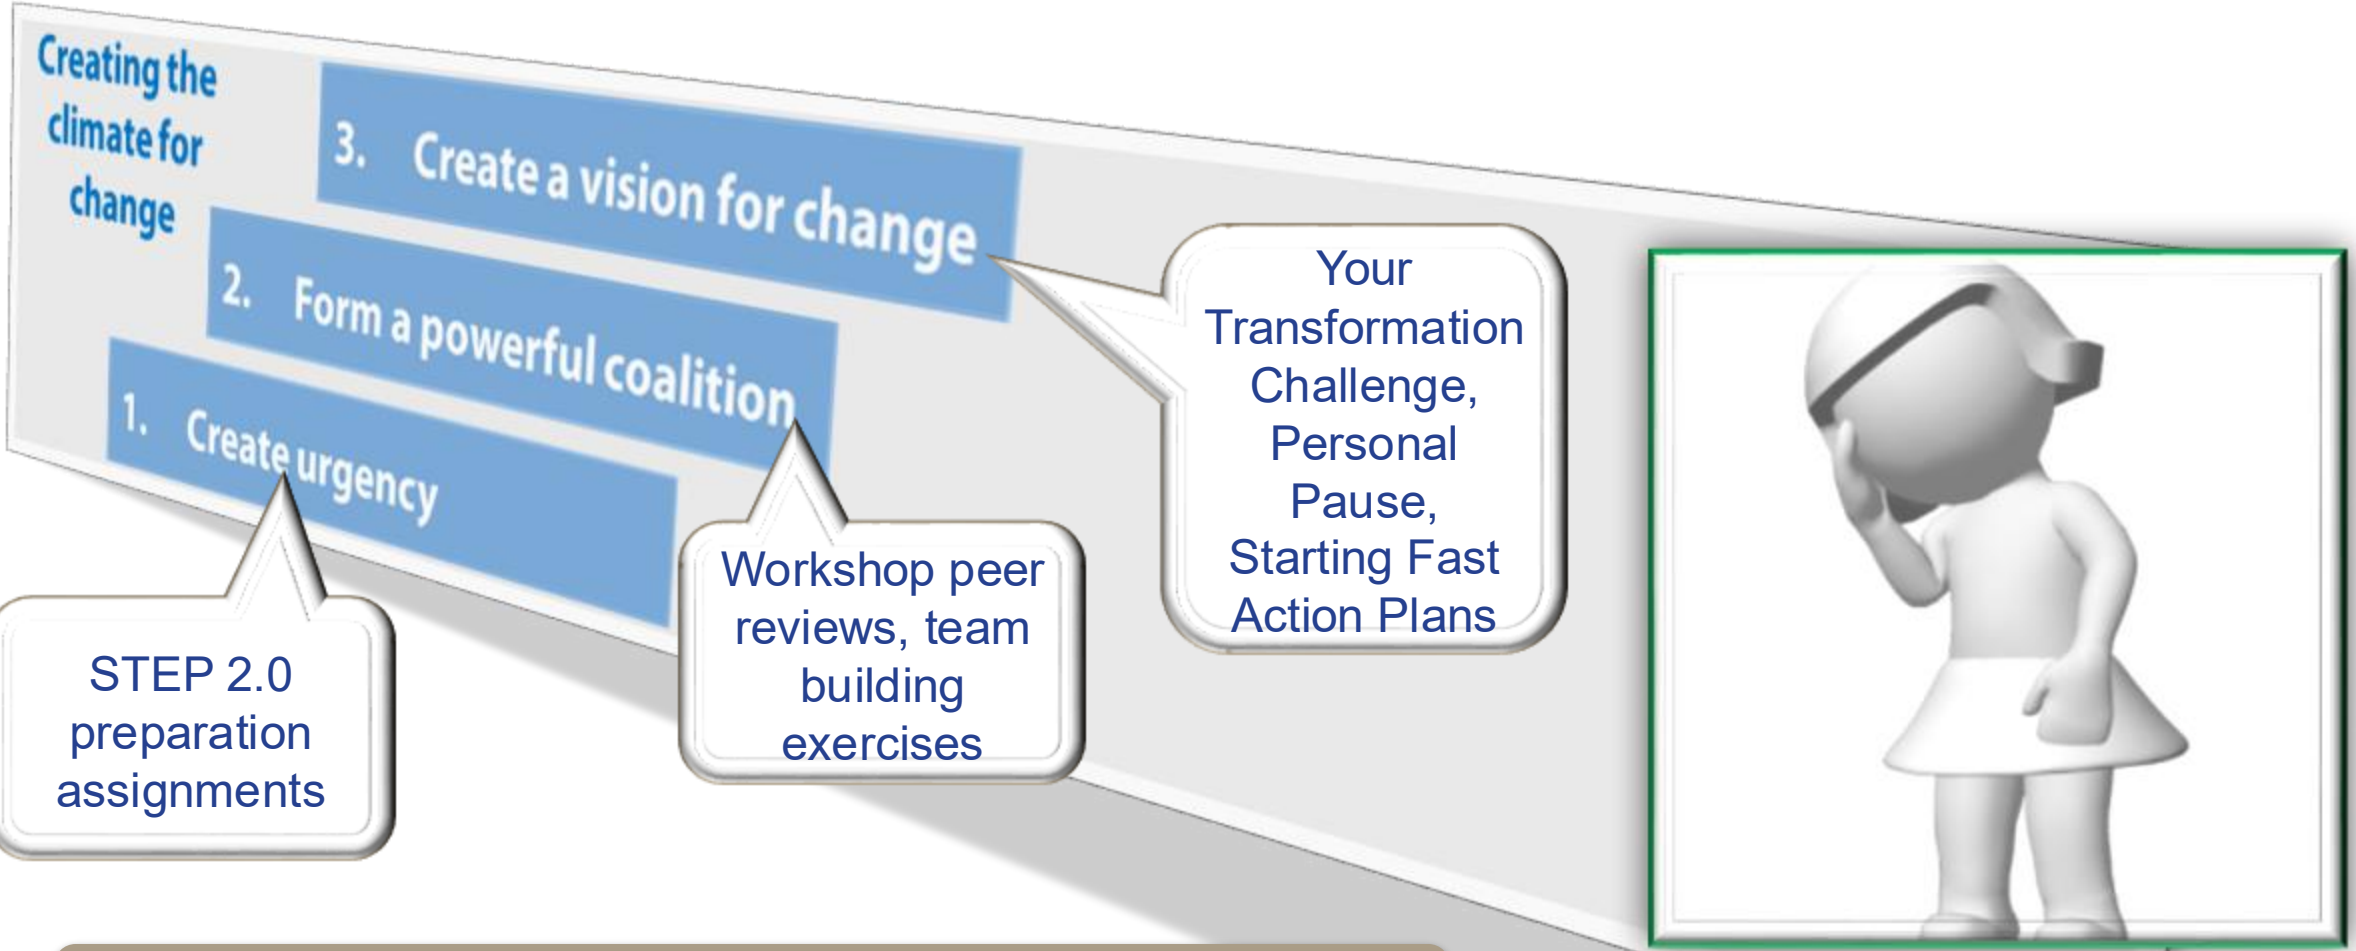 Creating the
climate for
change
3. Create a vision for change
2. Form a powerful coalition
1. Create urgency
Your
Transformation
Challenge,
Personal
Pause,
Starting Fast
Action Plans
Workshop peer
reviews, team
building
exercises
STEP 2.0
preparation
assignments